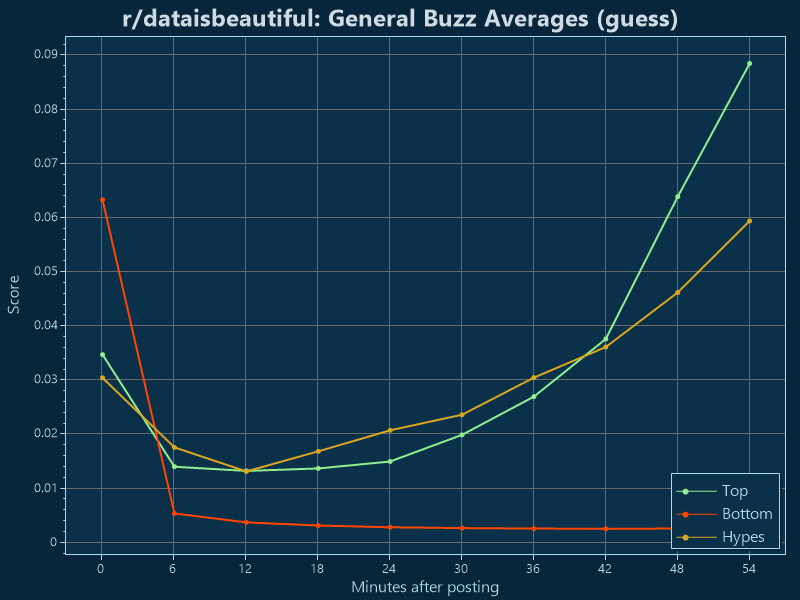 r/dataisbeautiful: General Buzz Averages (guess)
0.09
0.08
0.07
0.06
0.05
0.04
0.03
0.02
0.01
0
Score
Top
Bottom
Hypes
0 6 12 18 24 30 36 42 48 54
Minutes after posting